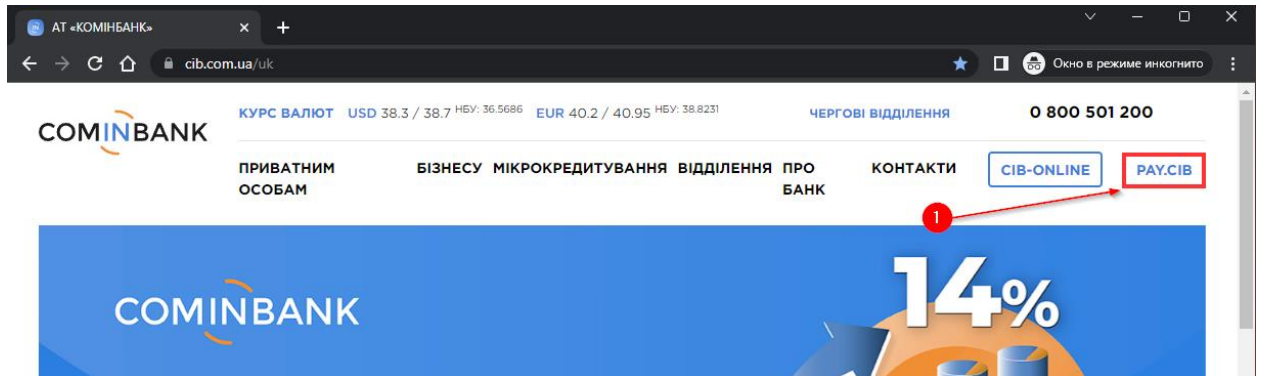 АТ «КОМІНБАНК»
cib.com.ua/uk
Окно в режиме инкогнито
COMINBANK
КУРС ВАЛЮТ USD 38.3 / 38.7 НБУ: 36.5686 EUR 40.2 / 40.95 НБУ: 38.8231
ЧЕРГОВІ ВІДДІЛЕННЯ
0 800 501 200
ПРИВАТНИМ ОСОБАМ
БІЗНЕСУ
МІКРОКРЕДИТУВАННЯ
ВІДДІЛЕННЯ
ПРО БАНК
КОНТАКТИ
CIB-ONLINE
PAY.CIB
1
COMINBANK
14%